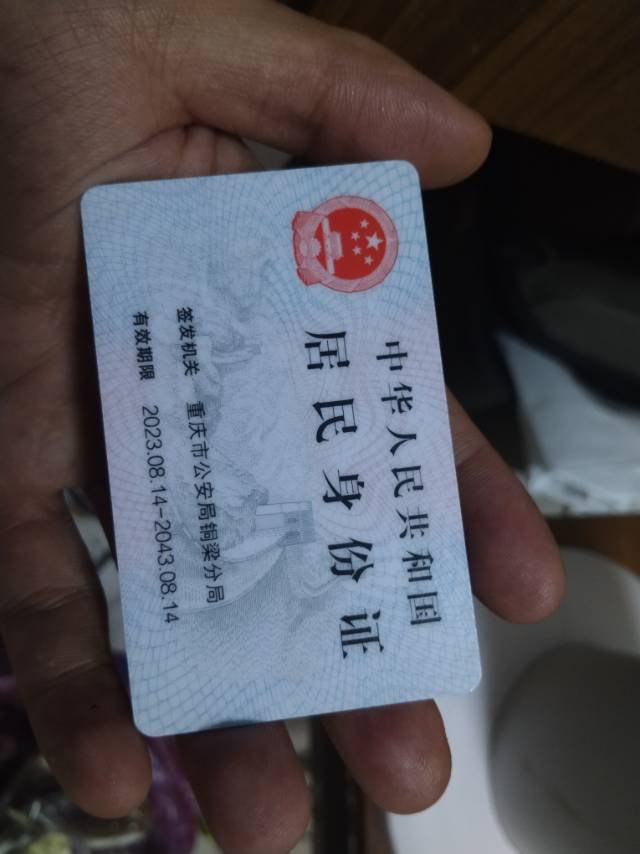 中华人民共和国
居民身份证
签发机关 重庆市公安局铜梁分局
有效期限 2023.08.14-2043.08.14